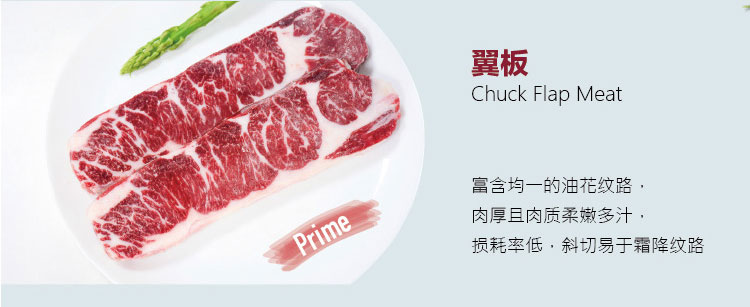 翼板
Chuck Flap Meat
富含均一的油花纹路，
肉厚且肉质柔嫩多汁，
损耗率低，斜切易于霜降纹路
Prime